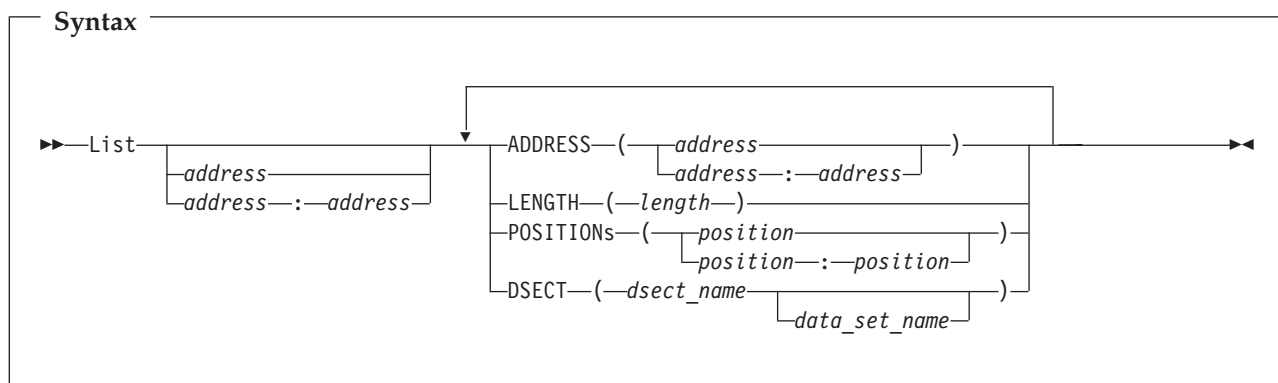 Syntax
List ADDRESS ( address )
address address : address
address : address LENGTH ( length )
POSITIONs ( position )
position : position
DSECT ( dsect_name )
data_set_name